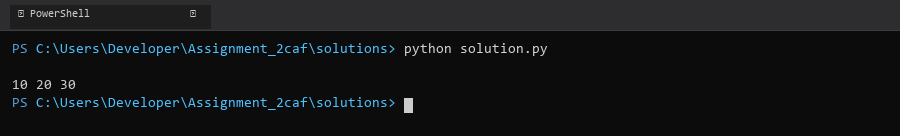 PowerShell
PS C:\Users\Developer\Assignment_2caf\solutions> python solution.py
10 20 30
PS C:\Users\Developer\Assignment_2caf\solutions>